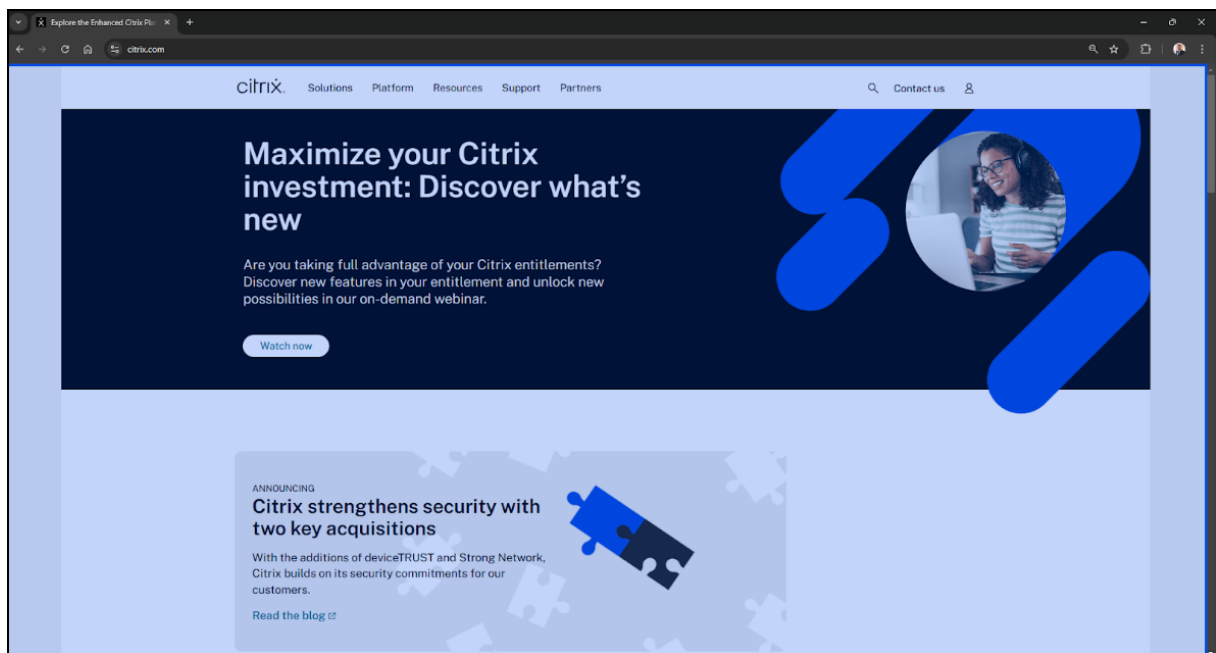 Explore the Enhanced Citrix Pla
citrix.com
citrix.
Solutions Platform Resources Support Partners
Contact us
Maximize your Citrix
investment: Discover what's
new
Are you taking full advantage of your Citrix entitlements?
Discover new features in your entitlement and unlock new
possibilities in our on-demand webinar.
Watch now
ANNOUNCING
Citrix strengthens security with
two key acquisitions
With the additions of deviceTRUST and Strong Network,
Citrix builds on its security commitments for our
customers.
Read the blog